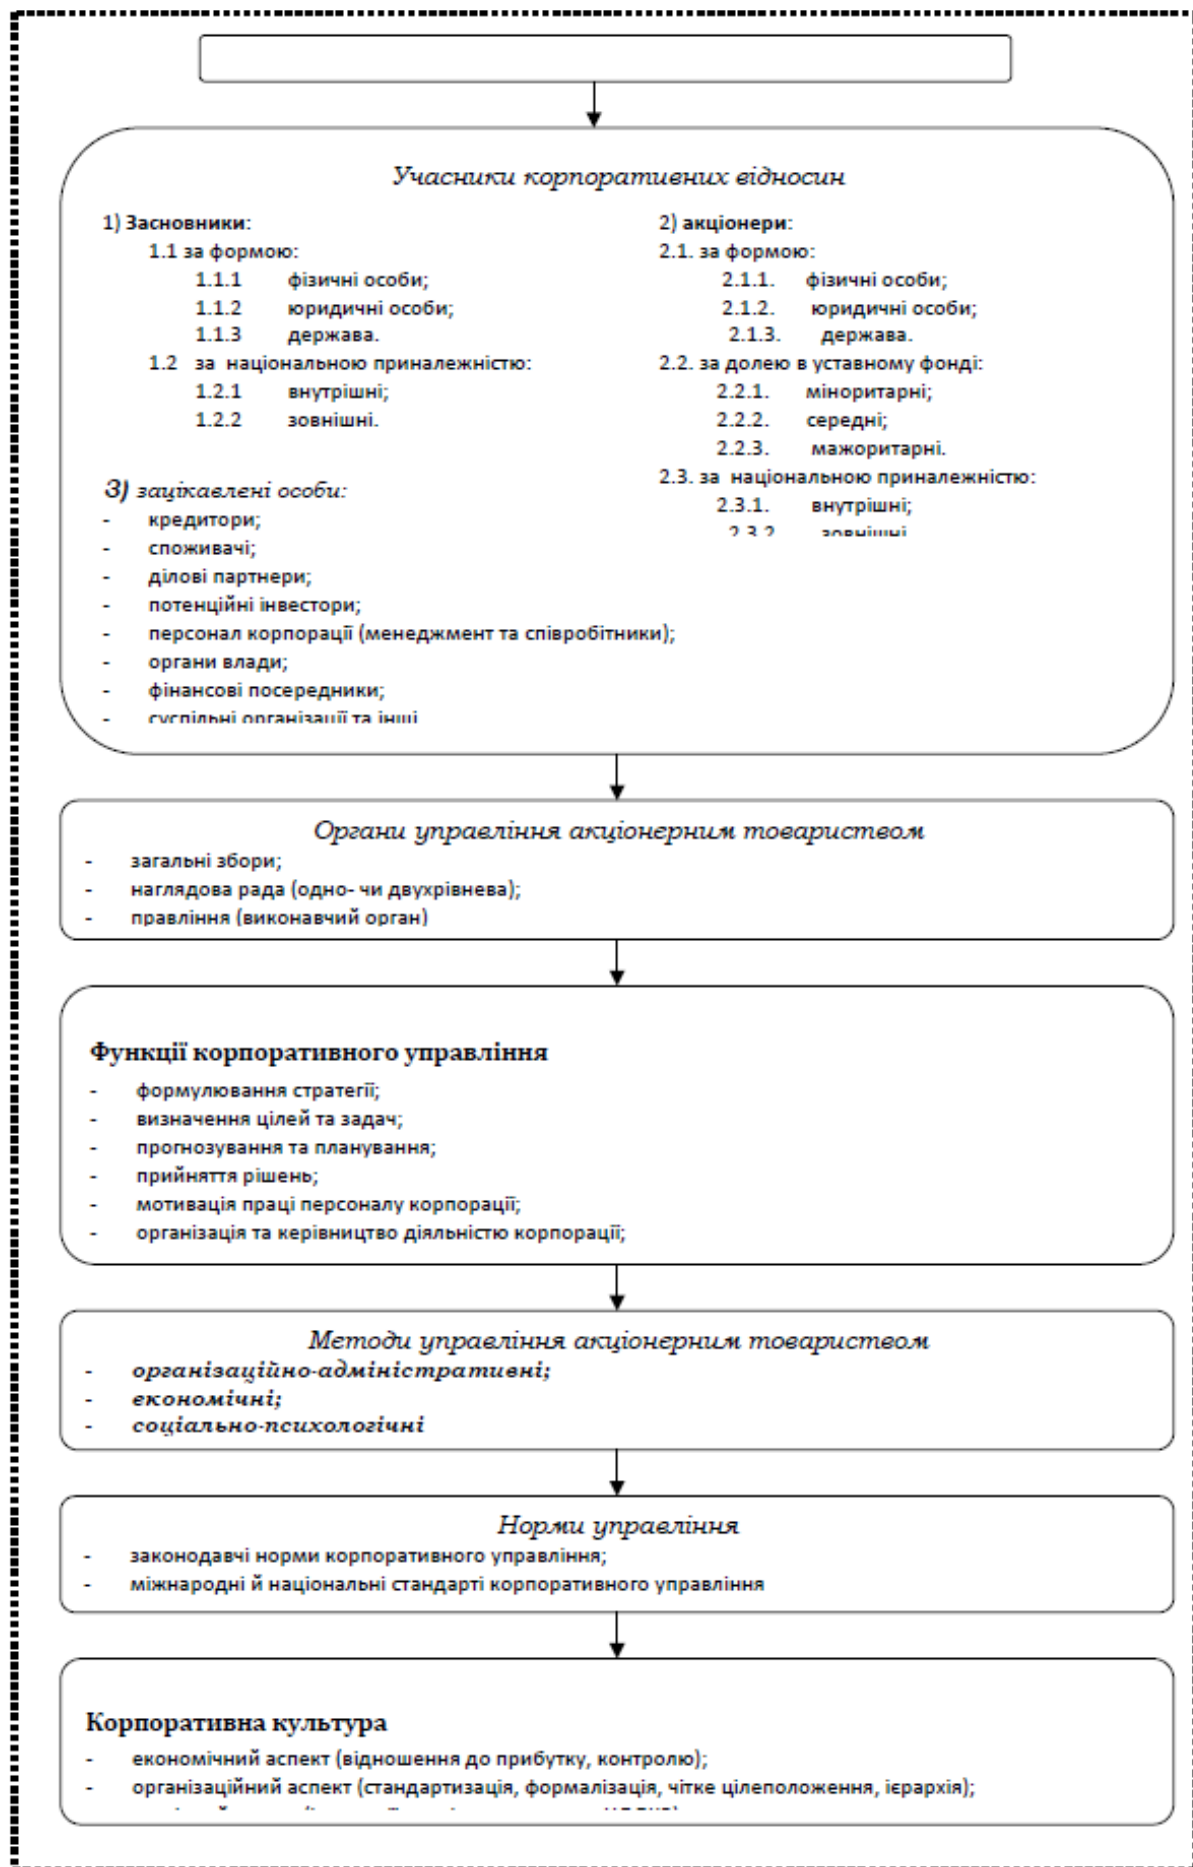 Учасники корпоративних відносин
1) Засновники:
1.1 за формою:
1.1.1 фізичні особи;
1.1.2 юридичні особи;
1.1.3 держава.
1.2 за національною приналежністю:
1.2.1 внутрішні;
1.2.2 зовнішні.
2) акціонери:
2.1. за формою:
2.1.1. фізичні особи;
2.1.2. юридичні особи;
2.1.3. держава.
2.2. за долею в уставному фонді:
2.2.1. міноритарні;
2.2.2. середні;
2.2.3. мажоритарні.
2.3. за національною приналежністю:
2.3.1. внутрішні;
2.3.2 зовнішні
3) зацікавлені особи:
- кредитори;
- споживачі;
- ділові партнери;
- потенційні інвестори;
- персонал корпорації (менеджмент та співробітники);
- органи влади;
- фінансові посередники;
- суспільні організації та інші
Органи управління акціонерним товариством
- загальні збори;
- наглядова рада (одно- чи двухрівнева);
- правління (виконавчий орган)
Функції корпоративного управління
- формулювання стратегії;
- визначення цілей та задач;
- прогнозування та планування;
- прийняття рішень;
- мотивація праці персоналу корпорації;
- організація та керівництво діяльністю корпорації;
Методи управління акціонерним товариством
- організаційно-адміністративні;
- економічні;
- соціально-психологічні
Норми управління
- законодавчі норми корпоративного управління;
- міжнародні й національні стандарті корпоративного управління
Корпоративна культура
- економічний аспект (відношення до прибутку, контролю);
- організаційний аспект (стандартизація, формалізація, чітке цілеположення, ієрархія);